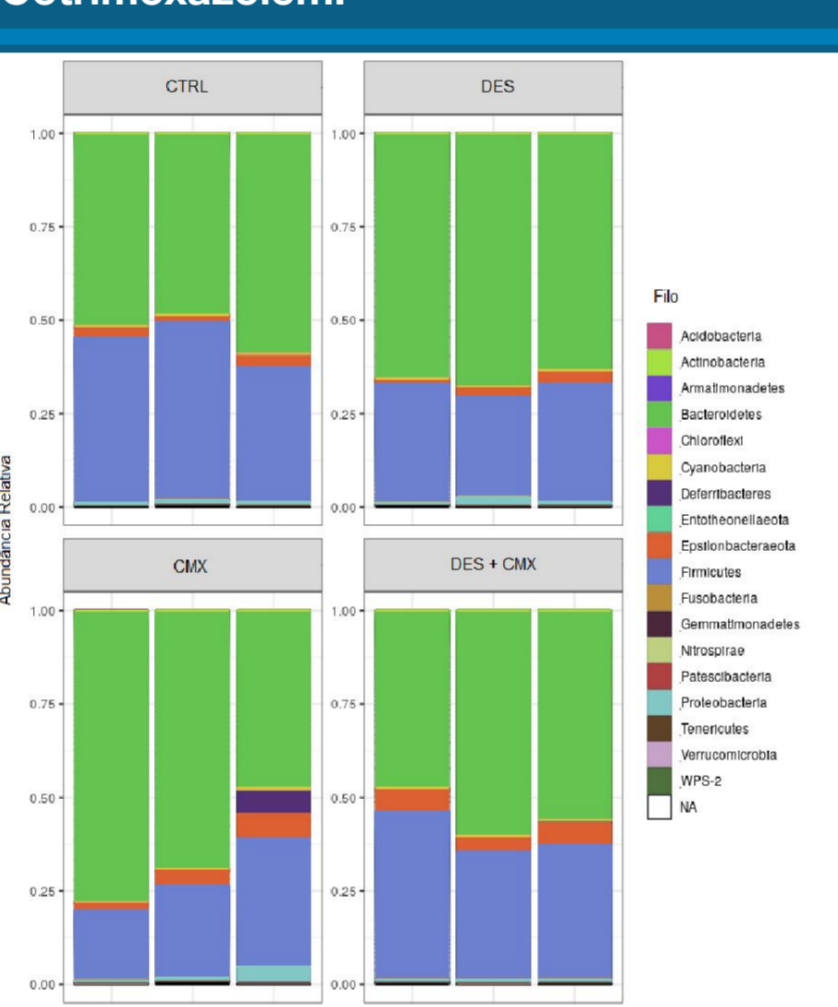 CTRL
DES
1.00
0.75
0.50
0.25
0.00
1.00
0.75
0.50
0.25
0.00
Abundância Relativa
CMX
DES + CMX
1.00
0.75
0.50
0.25
0.00
1.00
0.75
0.50
0.25
0.00
Filo
Acidobacteria
Actinobacteria
Armatimonadetes
Bacteroidetes
Chloroflexi
Cyanobacteria
Deferribacteres
Entotheonellaeota
Epsilonbacteraeota
Firmicutes
Fusobacteria
Gemmatimonadetes
Nitrospirae
Patescibacteria
Proteobacteria
Tenericutes
Verrucomicrobia
WPS-2
NA